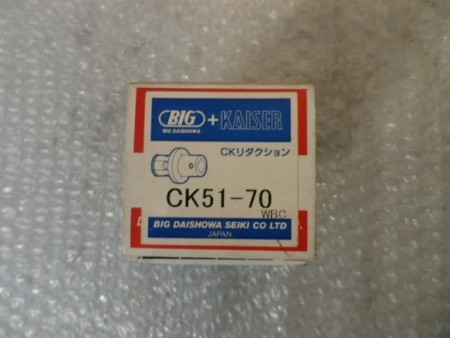 BIG + KAISER
BIG DAISHOWA
CKリダクション
CK51-70
WBC
BIG DAISHOWA SEIKI CO LTD
JAPAN